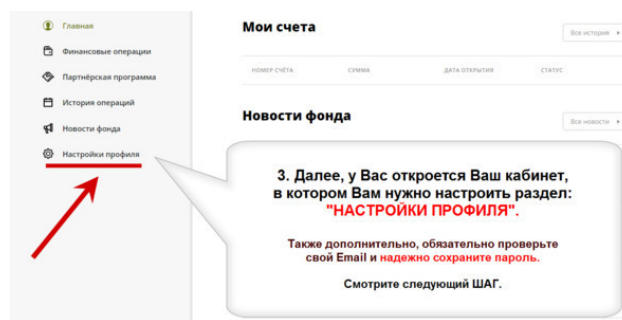 Главная
Финансовые операции
Партнёрская программа
История операций
Новости фонда
Настройки профиля
Мои счета
Вся история
НОМЕР СЧЁТА СУММА ДАТА ОТКРЫТИЯ СТАТУС
Новости фонда
Все новости
3. Далее, у Вас откроется Ваш кабинет,
в котором Вам нужно настроить раздел:
"НАСТРОЙКИ ПРОФИЛЯ".
Также дополнительно, обязательно проверьте
свой Email и надежно сохраните пароль.
Смотрите следующий ШАГ.